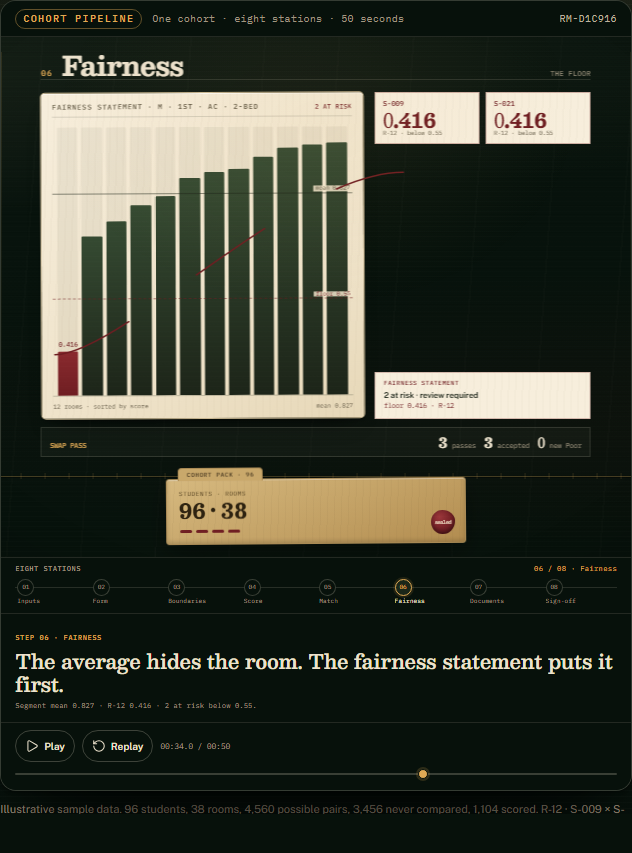 COHORT PIPELINE One cohort · eight stations · 50 seconds RM-D1C916
06 Fairness THE FLOOR
FAIRNESS STATEMENT · M · 1ST · AC · 2-BED 2 AT RISK
S-009
0.416
R-12 · below 0.55
S-021
0.416
R-12 · below 0.55
0.416
12 rooms · sorted by score mean 0.827
FAIRNESS STATEMENT
2 at risk · review required
floor 0.416 · R-12
SWAP PASS 3 passes 3 accepted 0 new Poor
COHORT PACK · 96
STUDENTS · ROOMS
96·38
sealed
EIGHT STATIONS 06 / 08 · Fairness
01 02 03 04 05 06 07 08
Inputs Form Boundaries Score Match Fairness Documents Sign-off
STEP 06 · FAIRNESS
The average hides the room. The fairness statement puts it
first.
Segment mean 0.827 · R-12 0.416 · 2 at risk below 0.55.
Play Replay 00:34.0 / 00:50
Illustrative sample data. 96 students, 38 rooms, 4,560 possible pairs, 3,456 never compared, 1,104 scored. R-12 · S-009 × S-